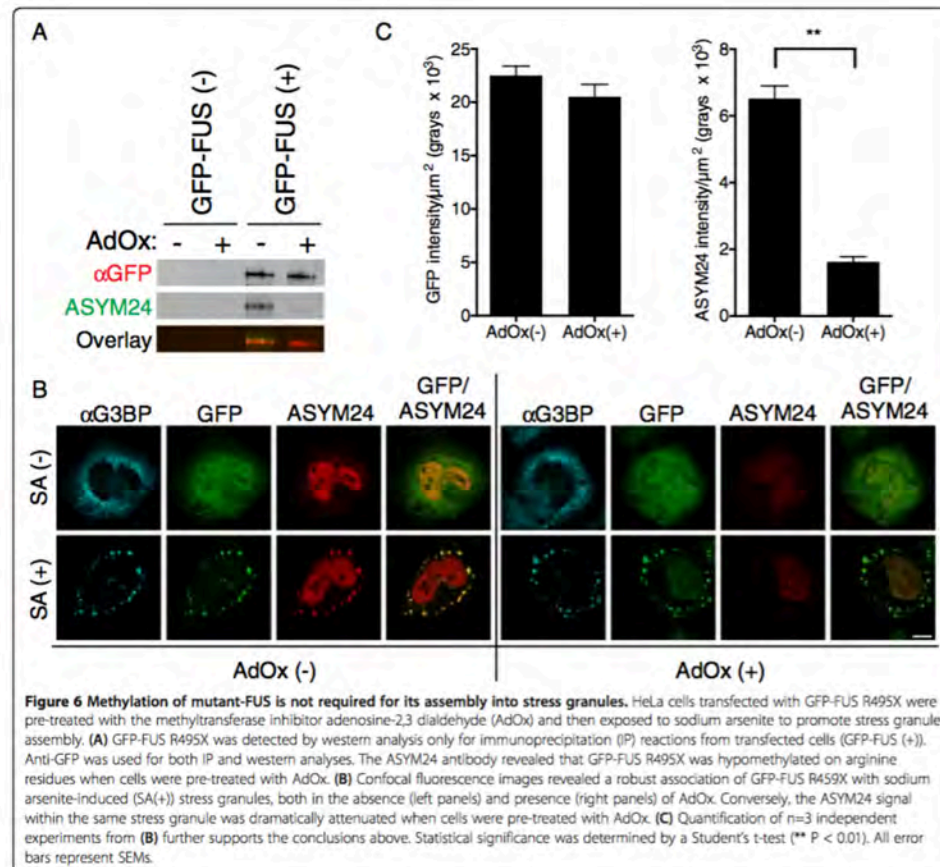 A
GFP-FUS (-)
GFP-FUS (+)
AdOx: - + - +
αGFP
ASYM24
Overlay
C
GFP intensity/µm² (grays x 10³)
25
20
15
10
5
0
AdOx(-) AdOx(+)
ASYM24 intensity/µm² (grays x 10³)
8
6
4
2
0
**
AdOx(-) AdOx(+)
B
αG3BP GFP ASYM24 GFP/ASYM24 αG3BP GFP ASYM24 GFP/ASYM24
SA (-)
SA (+)
AdOx (-) AdOx (+)
Figure 6 Methylation of mutant-FUS is not required for its assembly into stress granules. HeLa cells transfected with GFP-FUS R495X were
pre-treated with the methyltransferase inhibitor adenosine-2,3 dialdehyde (AdOx) and then exposed to sodium arsenite to promote stress granule
assembly. (A) GFP-FUS R495X was detected by western analysis only for immunoprecipitation (IP) reactions from transfected cells (GFP-FUS (+)).
Anti-GFP was used for both IP and western analyses. The ASYM24 antibody revealed that GFP-FUS R495X was hypomethylated on arginine
residues when cells were pre-treated with AdOx. (B) Confocal fluorescence images revealed a robust association of GFP-FUS R459X with sodium
arsenite-induced (SA(+)) stress granules, both in the absence (left panels) and presence (right panels) of AdOx. Conversely, the ASYM24 signal
within the same stress granule was dramatically attenuated when cells were pre-treated with AdOx. (C) Quantification of n=3 independent
experiments from (B) further supports the conclusions above. Statistical significance was determined by a Student's t-test (** P < 0.01). All error
bars represent SEMs.